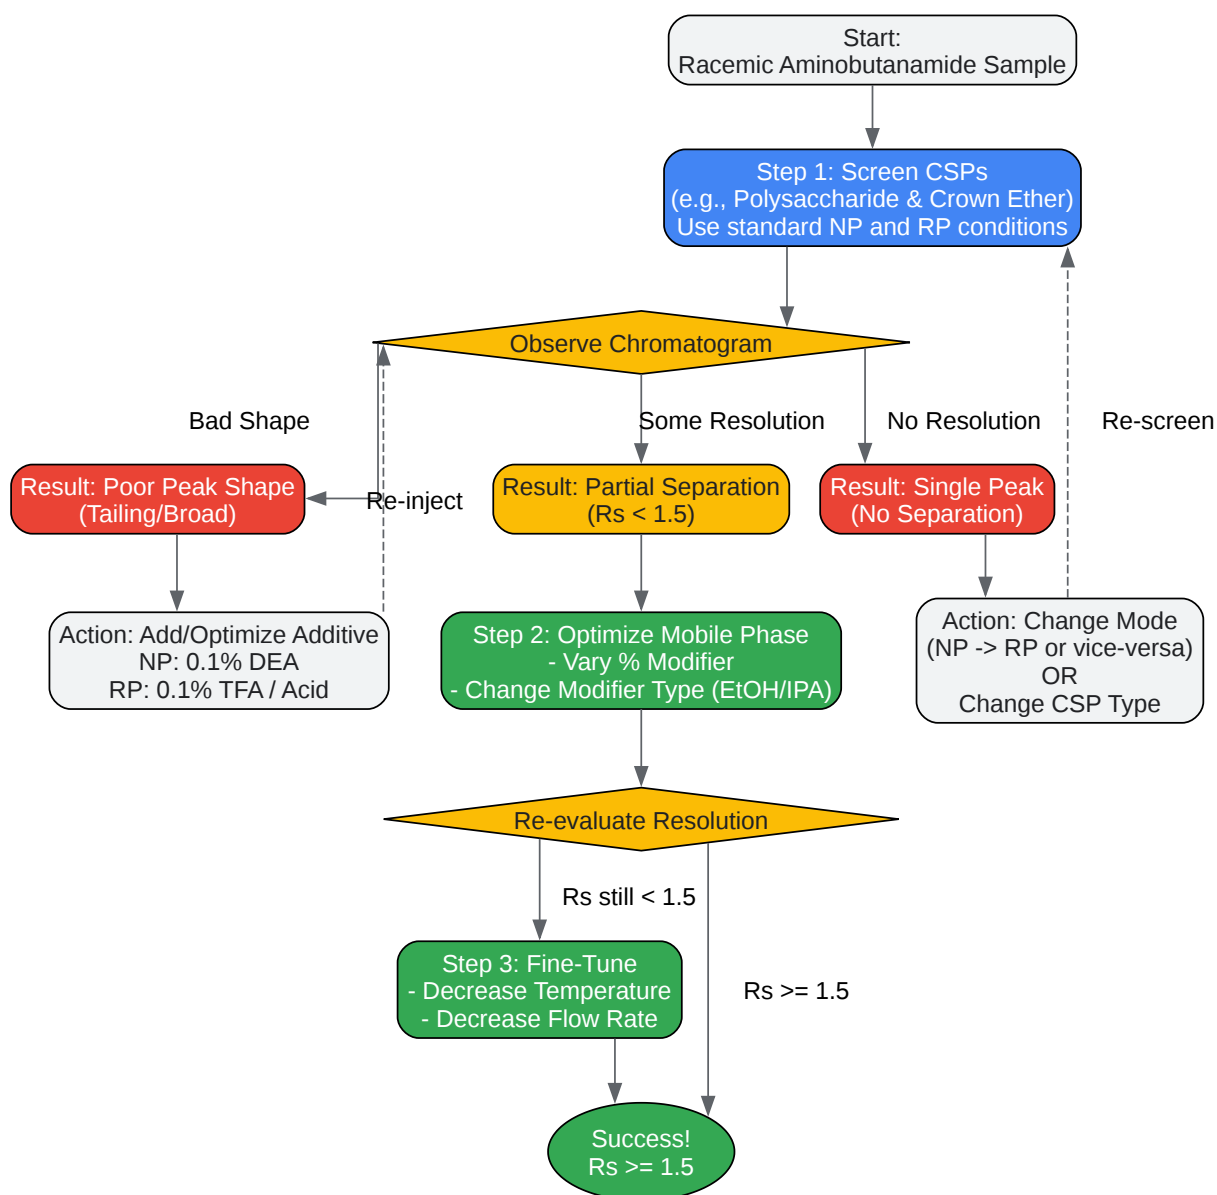 Start:
Racemic Aminobutanamide Sample
Step 1: Screen CSPs
(e.g., Polysaccharide & Crown Ether)
Use standard NP and RP conditions
Observe Chromatogram
Bad Shape
Some Resolution
No Resolution
Re-screen
Result: Poor Peak Shape
(Tailing/Broad)
Re-inject
Result: Partial Separation
(Rs < 1.5)
Result: Single Peak
(No Separation)
Action: Add/Optimize Additive
NP: 0.1% DEA
RP: 0.1% TFA / Acid
Step 2: Optimize Mobile Phase
- Vary % Modifier
- Change Modifier Type (EtOH/IPA)
Action: Change Mode
(NP -> RP or vice-versa)
OR
Change CSP Type
Re-evaluate Resolution
Rs still < 1.5
Step 3: Fine-Tune
- Decrease Temperature
- Decrease Flow Rate
Rs >= 1.5
Success!
Rs >= 1.5